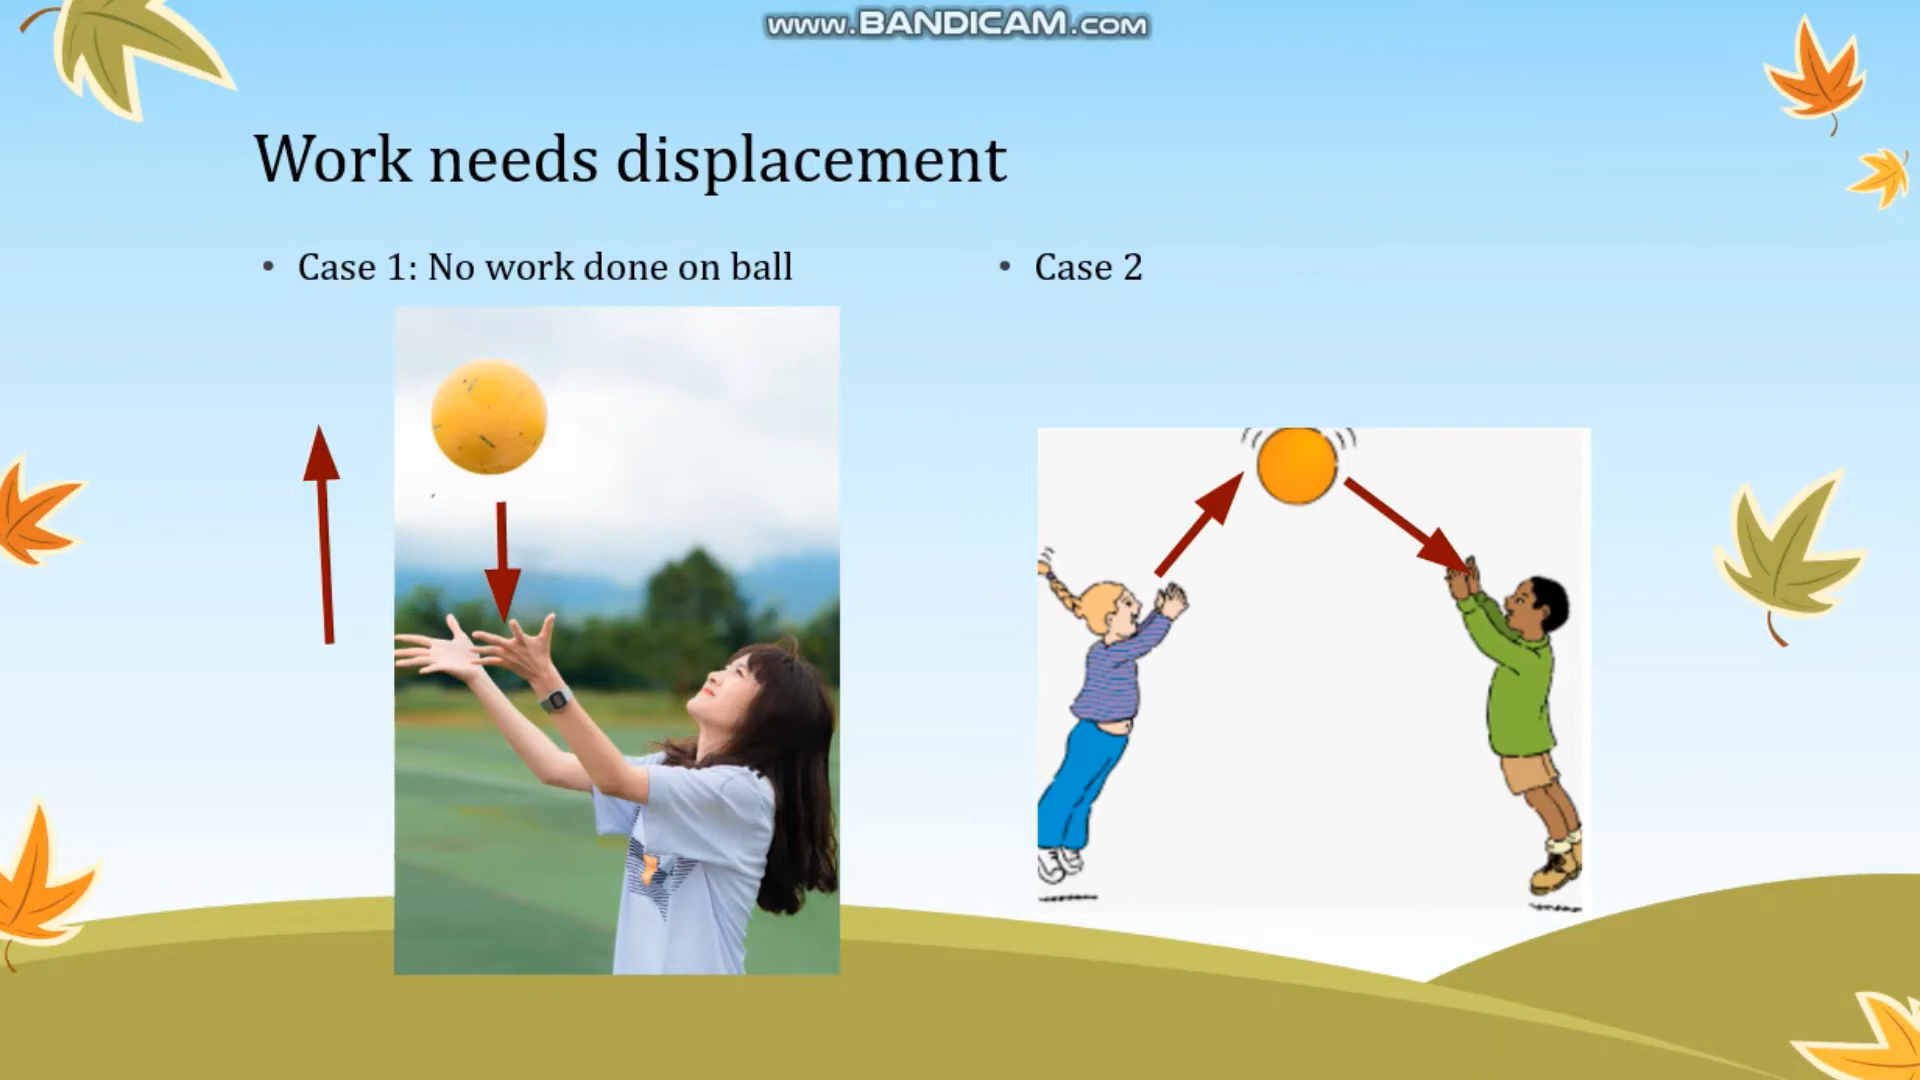 www.BANDICAM.com
Work needs displacement
• Case 1: No work done on ball
• Case 2